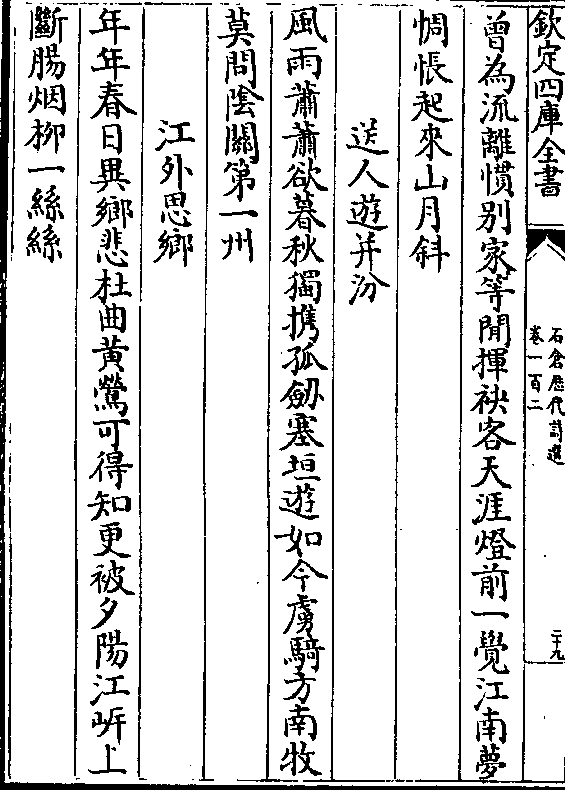 欽定四庫全書
石倉歷代詩選
卷一百二
二十九
曾為流離慣别家等閒揮袂客天涯燈前一覺江南夢
惆悵起來山月斜
送人遊并汾
風雨蕭蕭欲暮秋獨攜孤劒塞垣遊如今虜騎方南牧
莫問陰關第一州
江外思鄉
年年春日異鄉悲杜曲黄鶯可得知更被夕陽江岍上
斷腸烟柳一絲絲